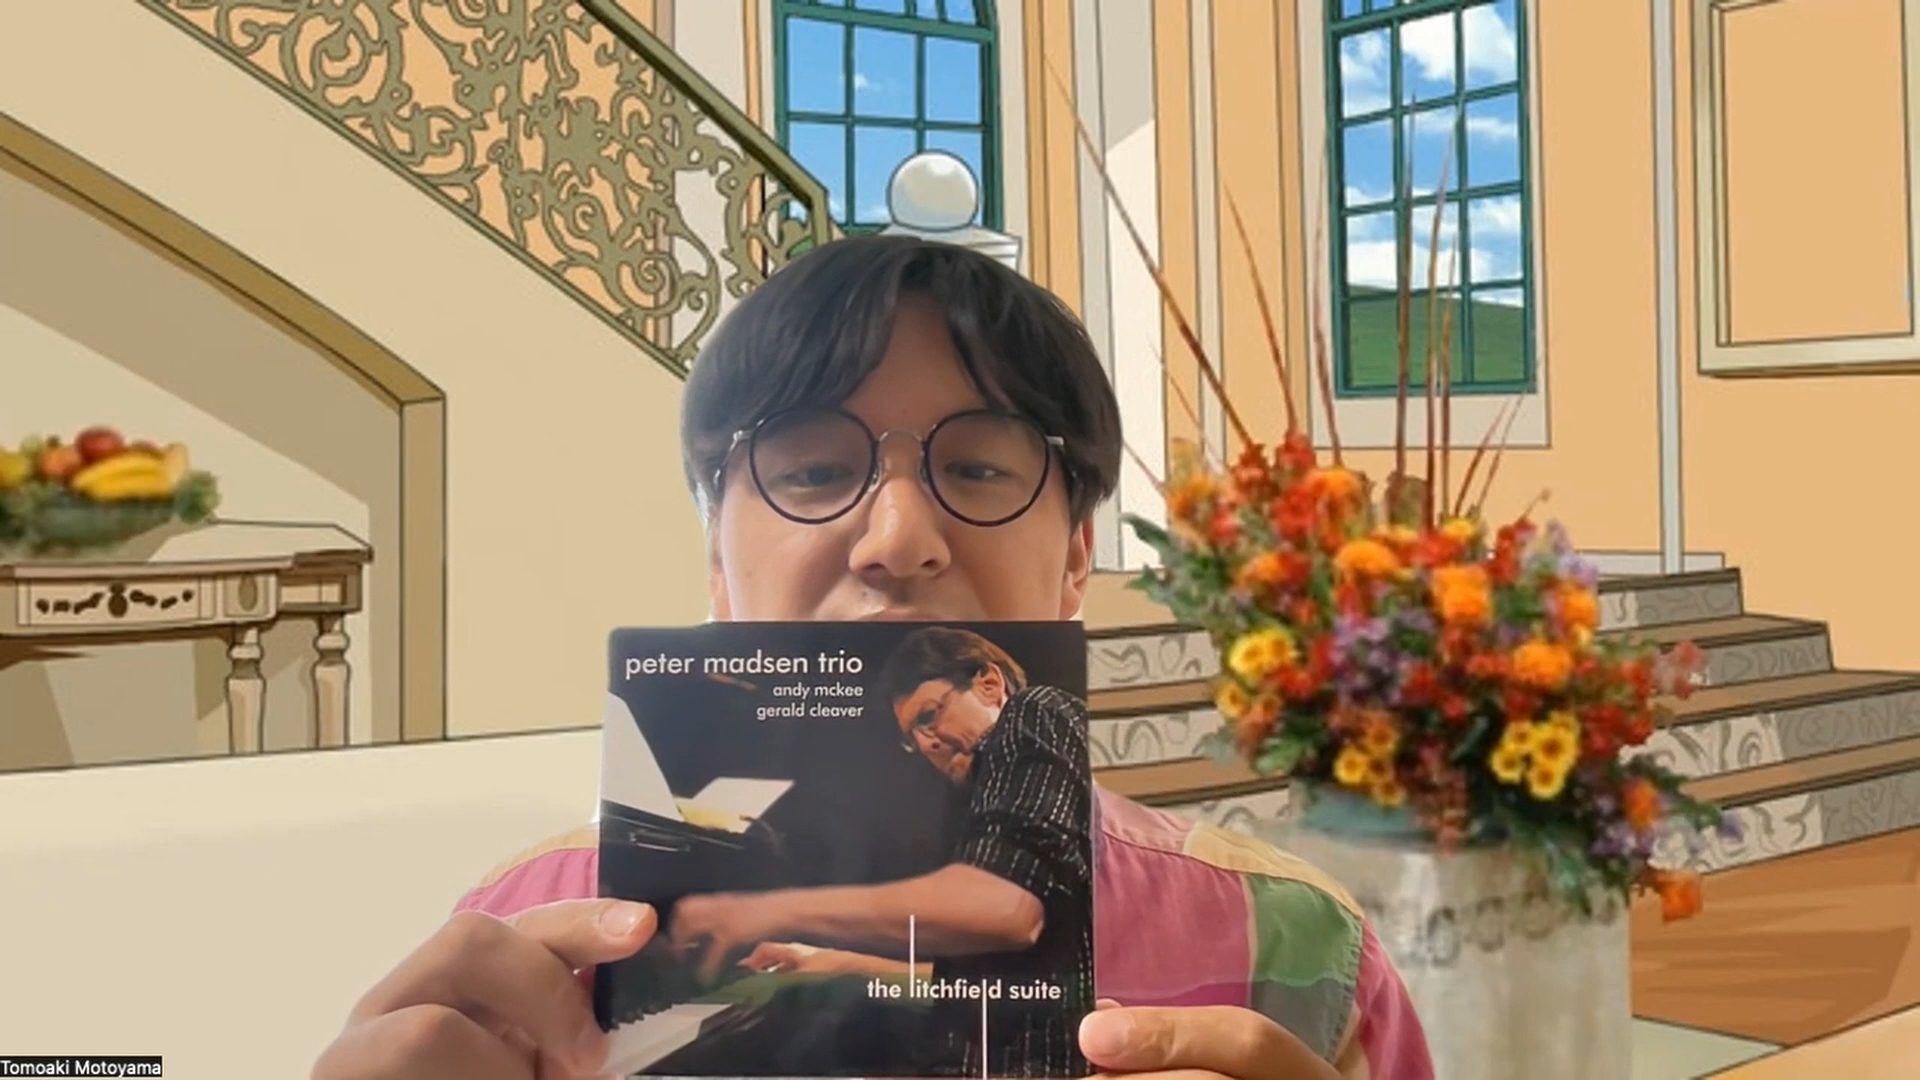 peter madsen trio
andy mckee
gerald cleaver
the litchfield suite
Tomoaki Motoyama